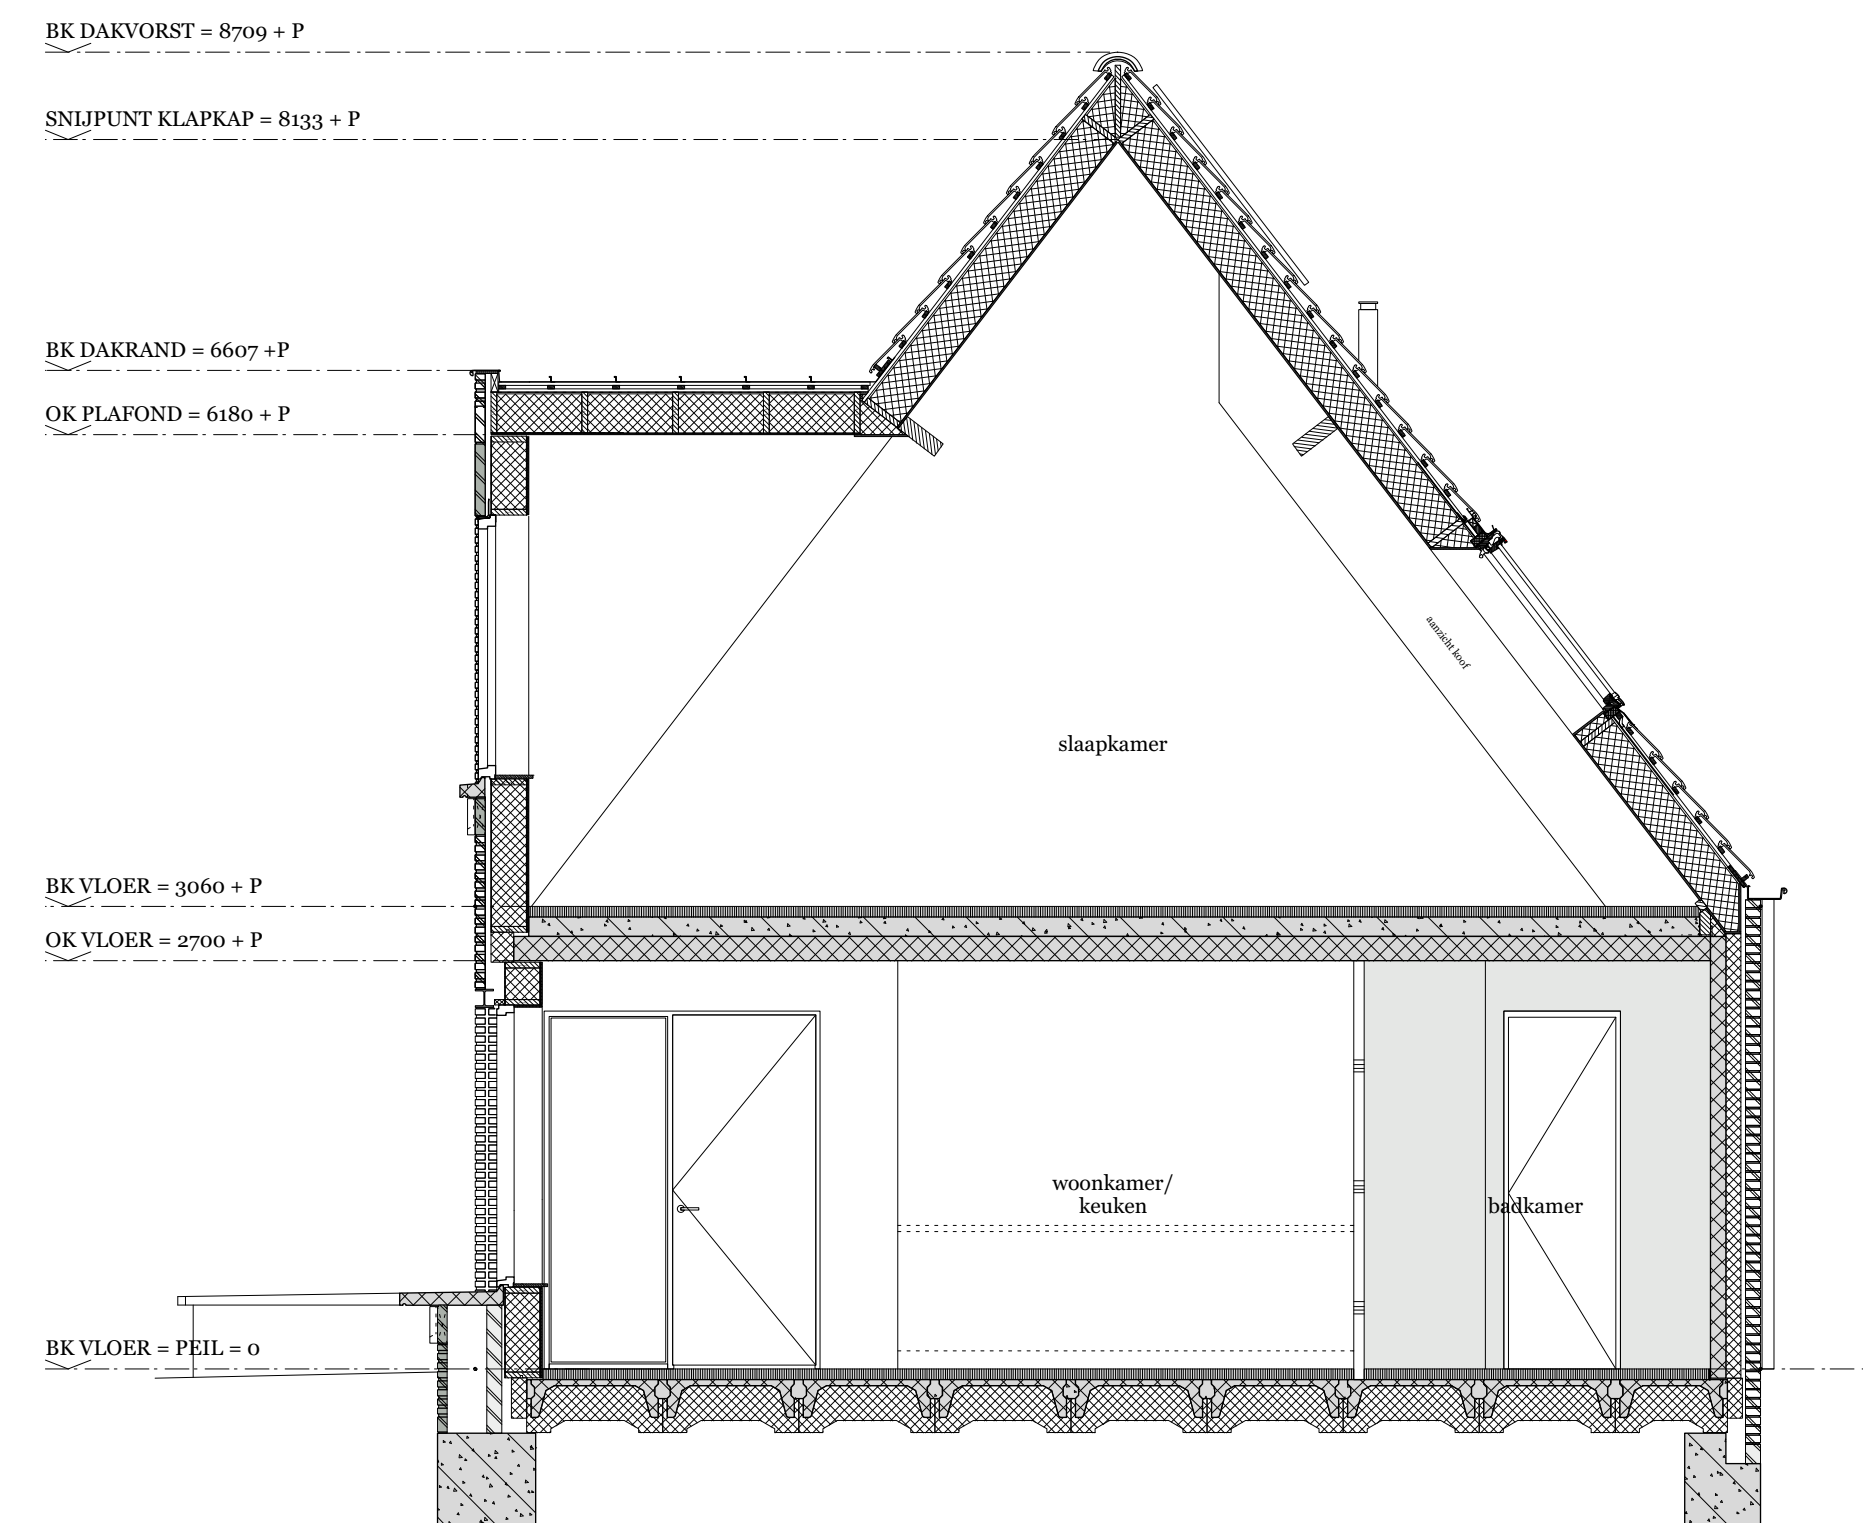 BK DAKVORST = 8709 + P
SNIJPUNT KLAPKAP = 8133 + P
BK DAKRAND = 6607 +P
OK PLAFOND = 6180 + P
aanzicht koof
slaapkamer
BK VLOER = 3060 + P
OK VLOER = 2700 + P
woonkamer/
keuken
badkamer
BK VLOER = PEIL = 0